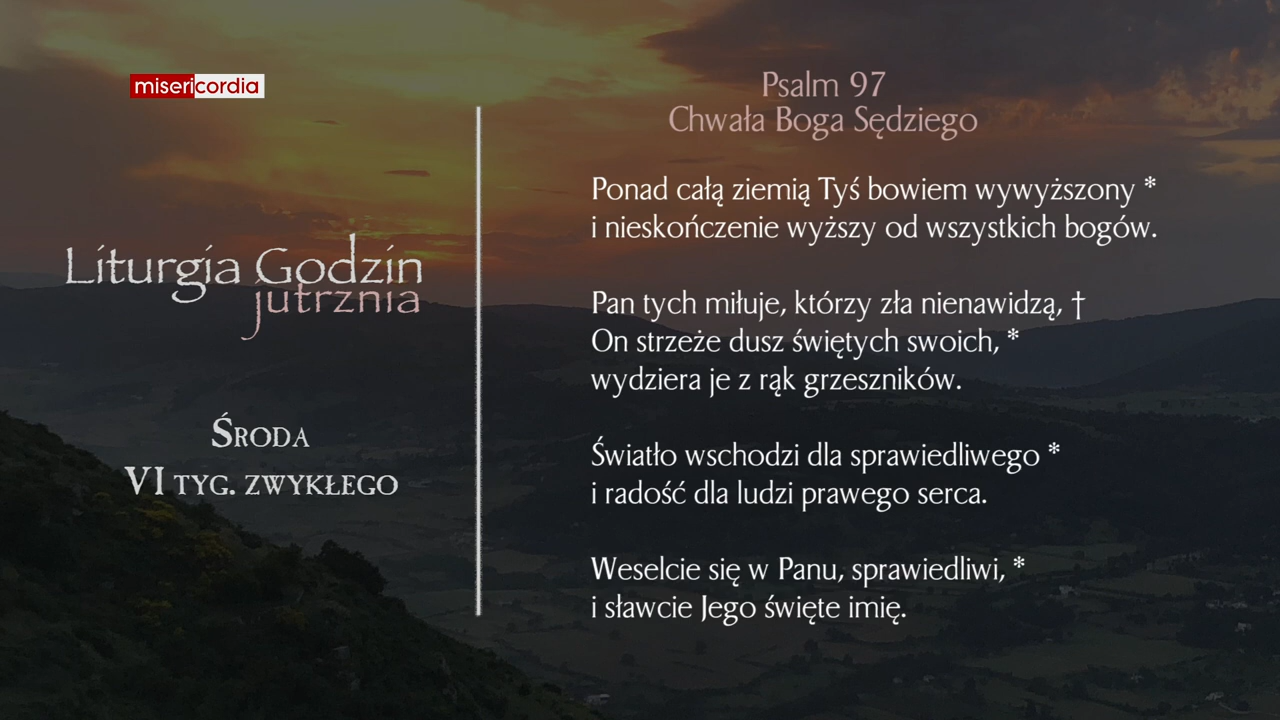 misericordia
Liturgia Godzin
jutrznia
Środa
VI tyg. zwykłego
Psalm 97
Chwała Boga Sędziego
Ponad całą ziemią Tyś bowiem wywyższony *
i nieskończenie wyższy od wszystkich bogów.
Pan tych miłuje, którzy zła nienawidzą, †
On strzeże dusz świętych swoich, *
wydziera je z rąk grzeszników.
Światło wschodzi dla sprawiedliwego *
i radość dla ludzi prawego serca.
Weselcie się w Panu, sprawiedliwi, *
i sławcie Jego święte imię.